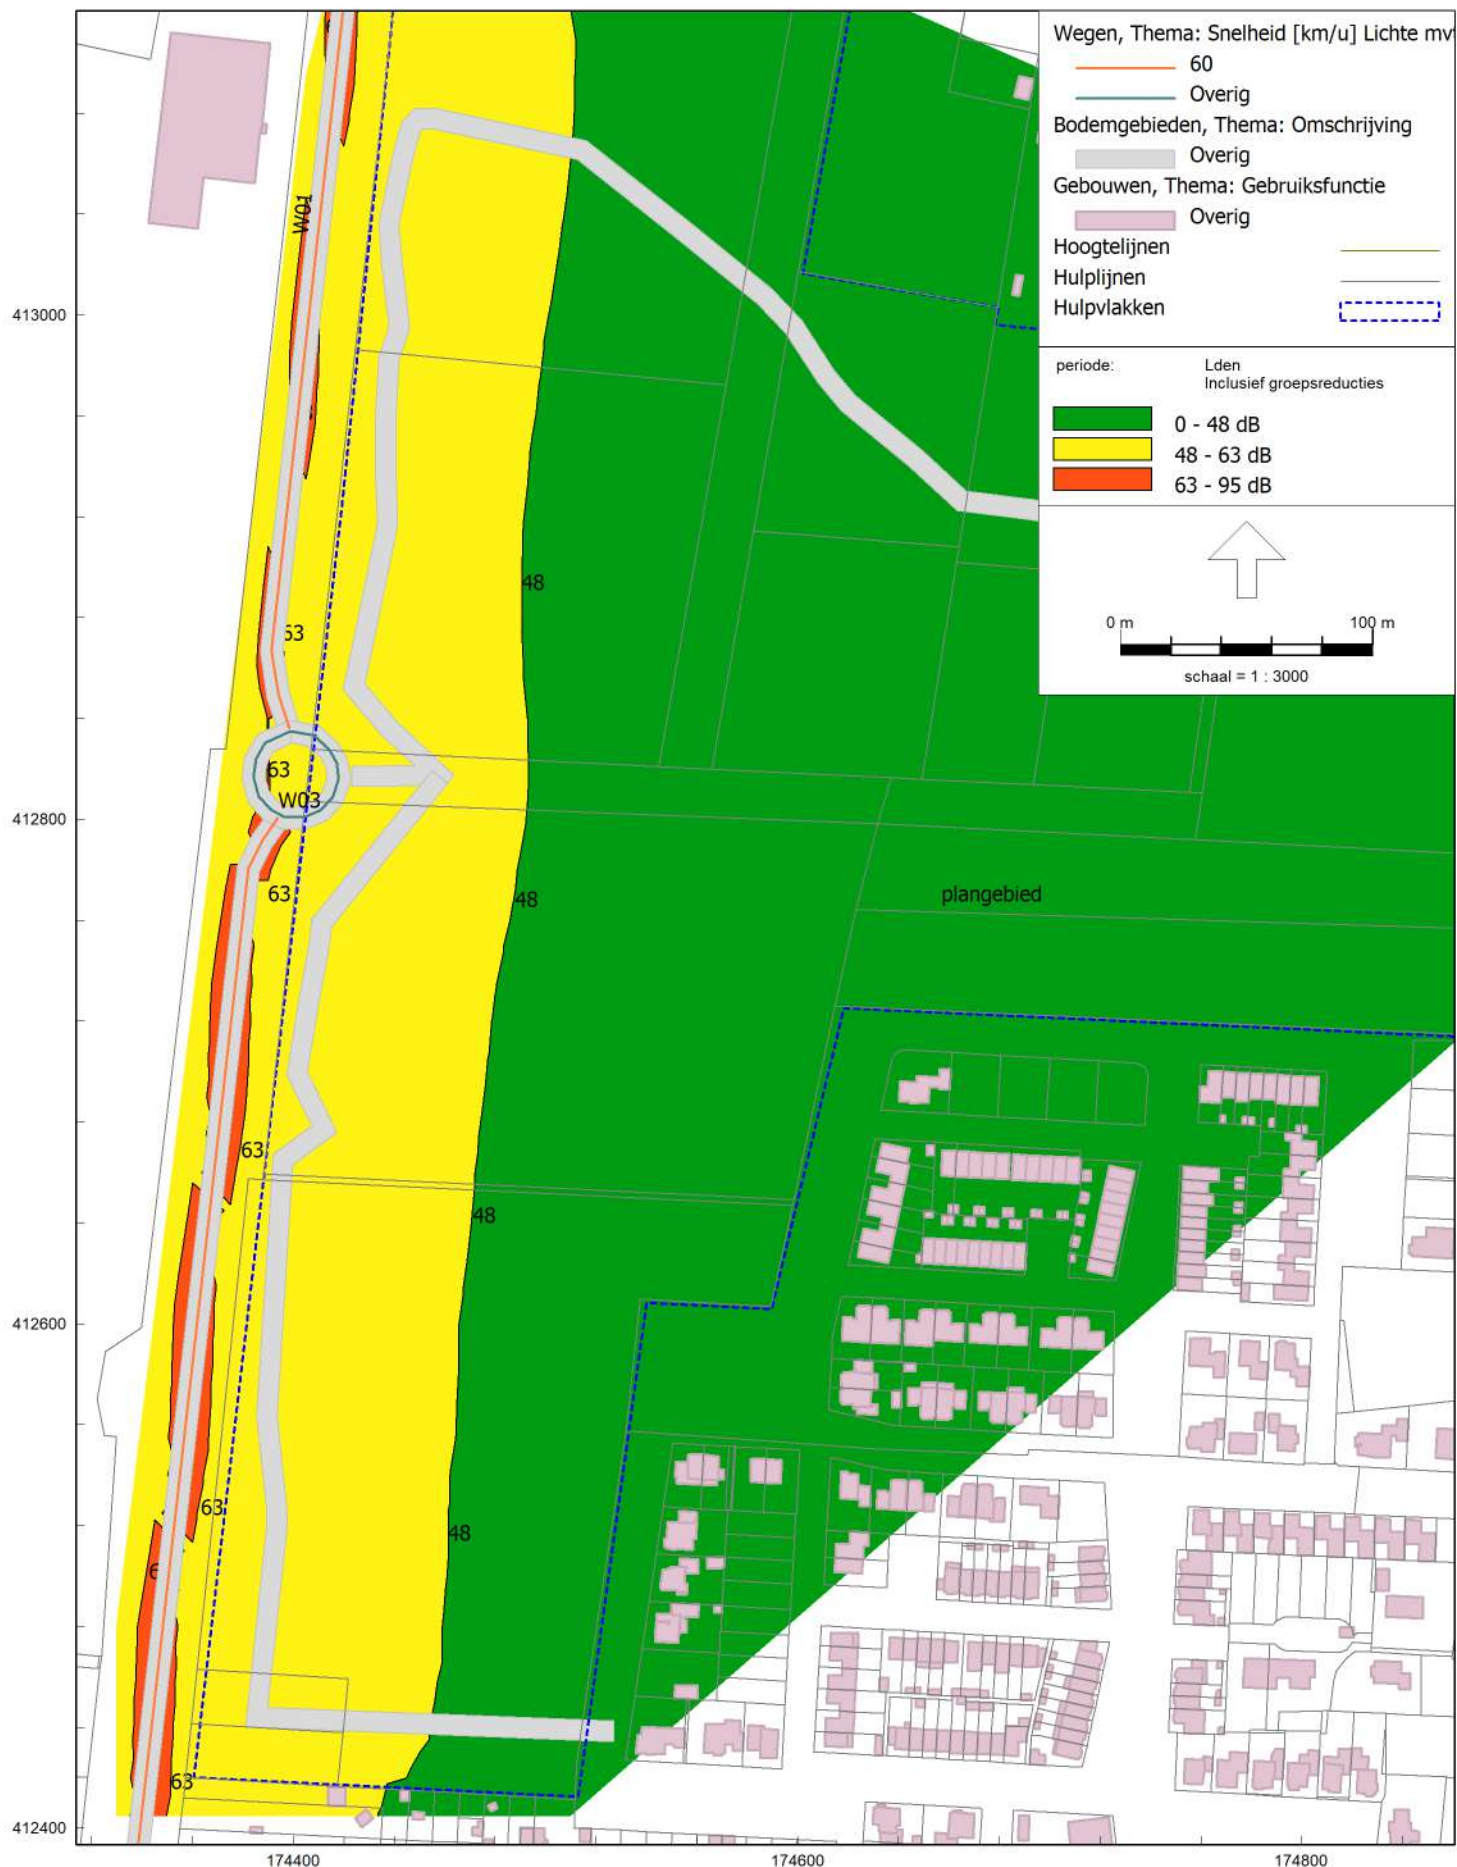 Wegen, Thema: Snelheid [km/u] Lichte mv
60
Overig
Bodemgebieden, Thema: Omschrijving
Overig
Gebouwen, Thema: Gebruiksfunctie
Overig
Hoogtelijnen
Hulplijnen
Hulpvlakken
periode: Lden
Inclusief groepsreducties
0 - 48 dB
48 - 63 dB
63 - 95 dB
0 m 100 m
schaal = 1 : 3000
W01
413000
48
63
63
W03
412800
63
48
plangebied
63
48
412600
63
48
63
412400
174400 174600 174800